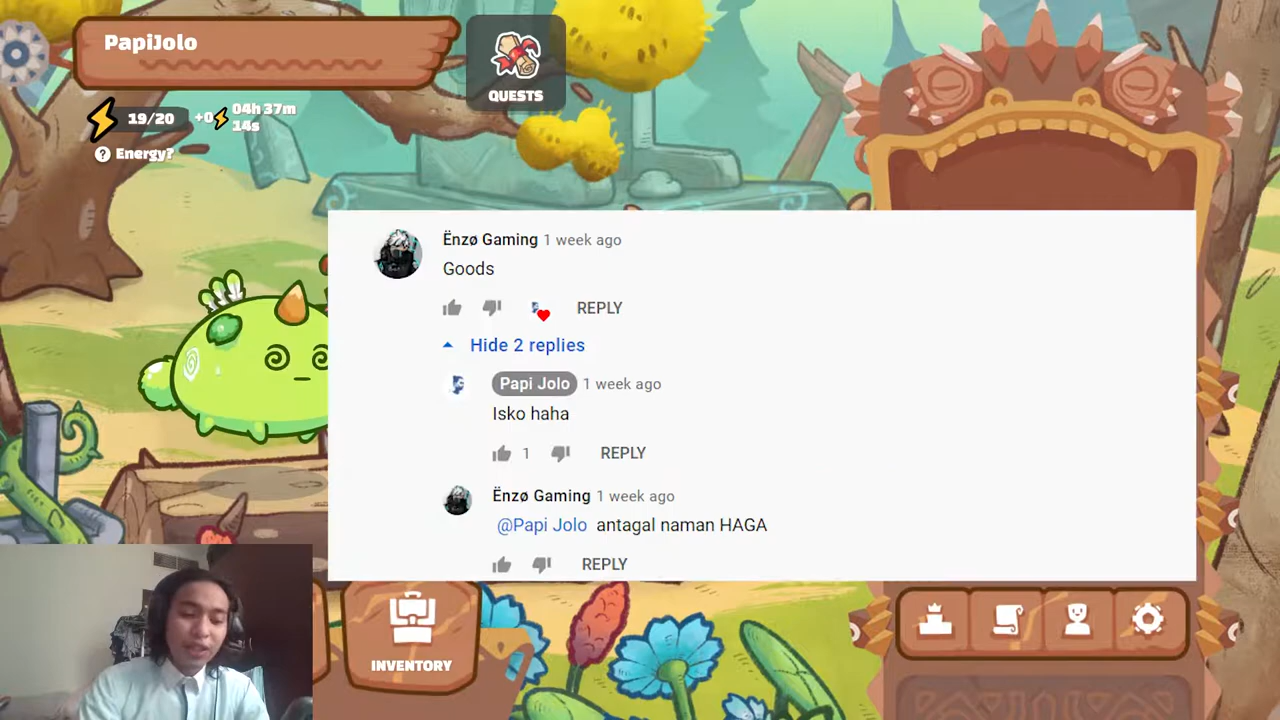 PapiJolo
QUESTS
19/20
+0
04h 37m
14s
? Energy?
Ënzø Gaming 1 week ago
Goods
REPLY
Hide 2 replies
Papi Jolo 1 week ago
Isko haha
1 REPLY
Ënzø Gaming 1 week ago
@Papi Jolo antagal naman HAGA
REPLY
INVENTORY